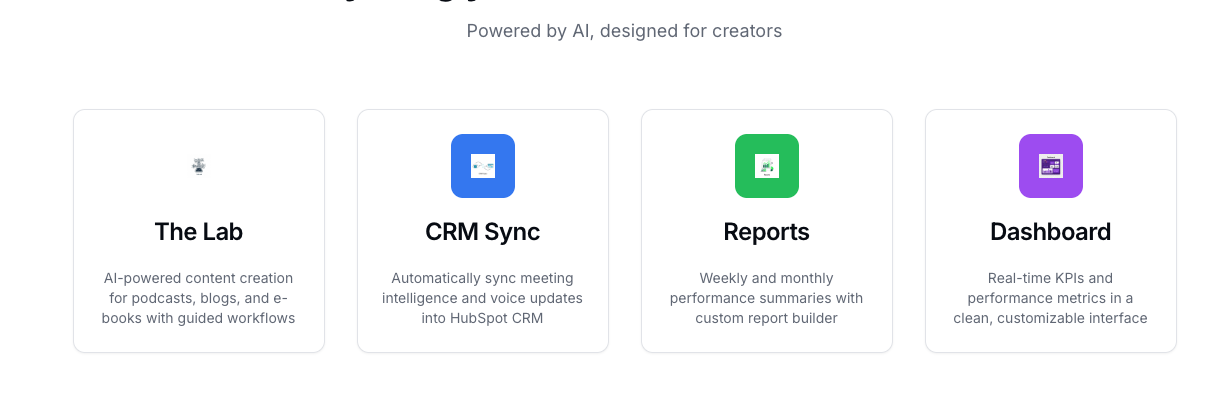 Powered by AI, designed for creators
The Lab
AI-powered content creation
for podcasts, blogs, and e-
books with guided workflows
CRM Sync
Automatically sync meeting
intelligence and voice updates
into HubSpot CRM
Reports
Weekly and monthly
performance summaries with
custom report builder
Dashboard
Real-time KPIs and
performance metrics in a
clean, customizable interface